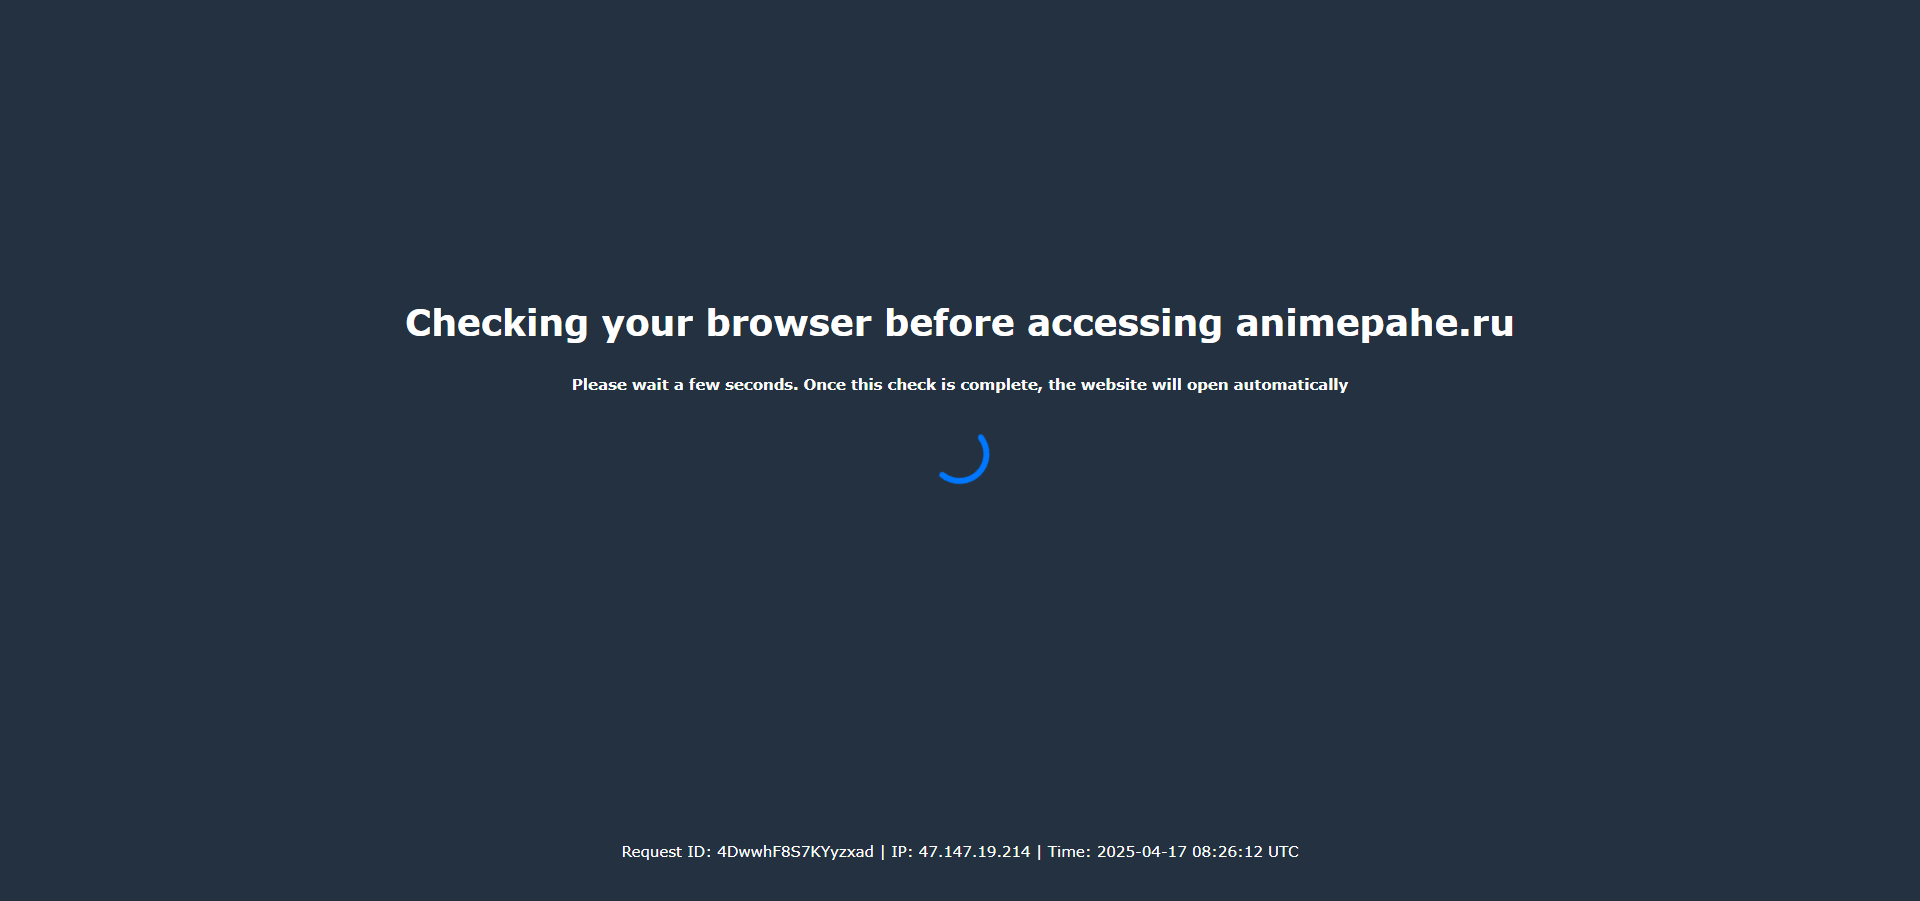 Checking your browser before accessing animepahe.ru
Please wait a few seconds. Once this check is complete, the website will open automatically
Request ID: 4DwwhF8S7KYyzxad | IP: 47.147.19.214 | Time: 2025-04-17 08:26:12 UTC